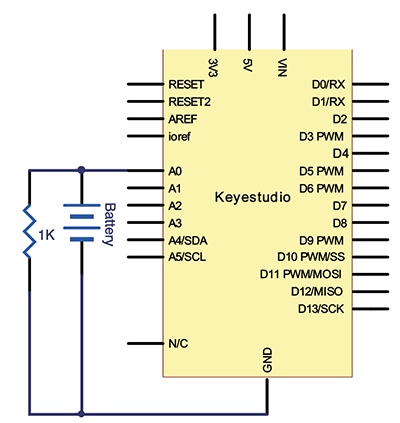 3V3
5V
VIN
RESET
RESET2
AREF
ioref
A0
A1
A2
A3
A4/SDA
A5/SCL
N/C
Keyestudio
D0/RX
D1/RX
D2
D3 PWM
D4
D5 PWM
D6 PWM
D7
D8
D9 PWM
D10 PWM/SS
D11 PWM/MOSI
D12/MISO
D13/SCK
GND
1K
Battery